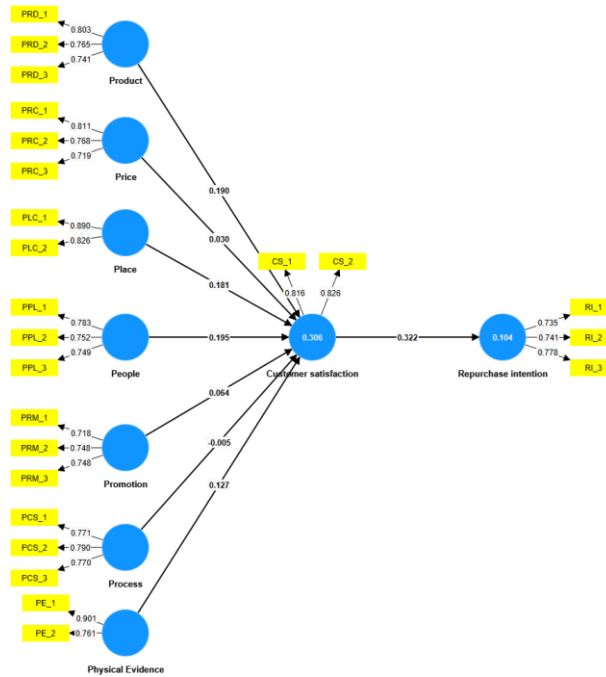 PRD_1
0.803
PRD_2
0.765
0.741
PRD_3
Product
PRC_1
0.811
PRC_2
0.768
0.719
PRC_3
Price
0.190
0.030
PLC_1
0.890
0.826
PLC_2
Place
0.181
CS_1
CS_2
0.816
0.826
PPL_1
0.783
PPL_2
0.752
0.749
PPL_3
People
0.195
0.306
Customer satisfaction
0.322
0.104
Repurchase intention
RI_1
0.735
0.741
RI_2
0.778
RI_3
0.064
-0.005
0.127
PRM_1
0.718
PRM_2
0.748
0.748
PRM_3
Promotion
PCS_1
0.771
PCS_2
0.790
0.770
PCS_3
Process
PE_1
0.901
PE_2
0.761
Physical Evidence